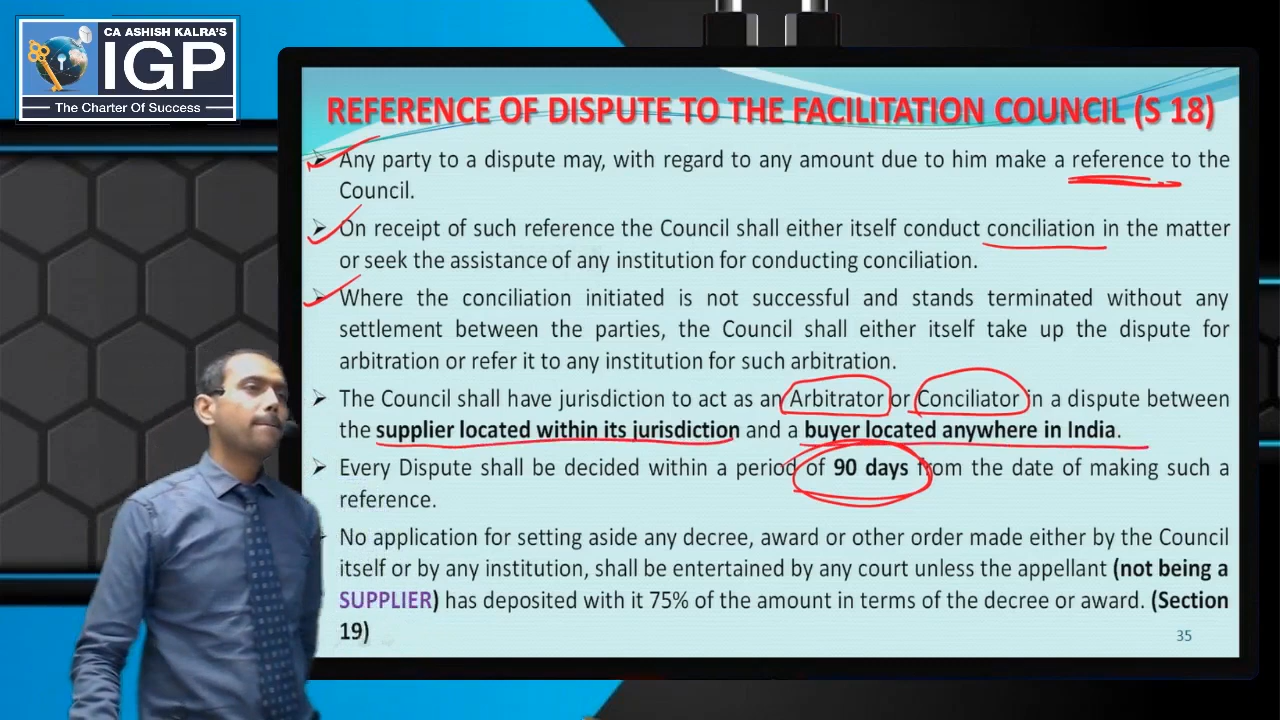 CA ASHISH KALRA'S
IGP
The Charter Of Success
REFERENCE OF DISPUTE TO THE FACILITATION COUNCIL (S 18)
Any party to a dispute may, with regard to any amount due to him make a reference to the
Council.
On receipt of such reference the Council shall either itself conduct conciliation in the matter
or seek the assistance of any institution for conducting conciliation.
Where the conciliation initiated is not successful and stands terminated without any
settlement between the parties, the Council shall either itself take up the dispute for
arbitration or refer it to any institution for such arbitration.
The Council shall have jurisdiction to act as an Arbitrator or Conciliator in a dispute between
the supplier located within its jurisdiction and a buyer located anywhere in India.
Every Dispute shall be decided within a period of 90 days from the date of making such a
reference.
No application for setting aside any decree, award or other order made either by the Council
itself or by any institution, shall be entertained by any court unless the appellant (not being a
SUPPLIER) has deposited with it 75% of the amount in terms of the decree or award. (Section
19)
35